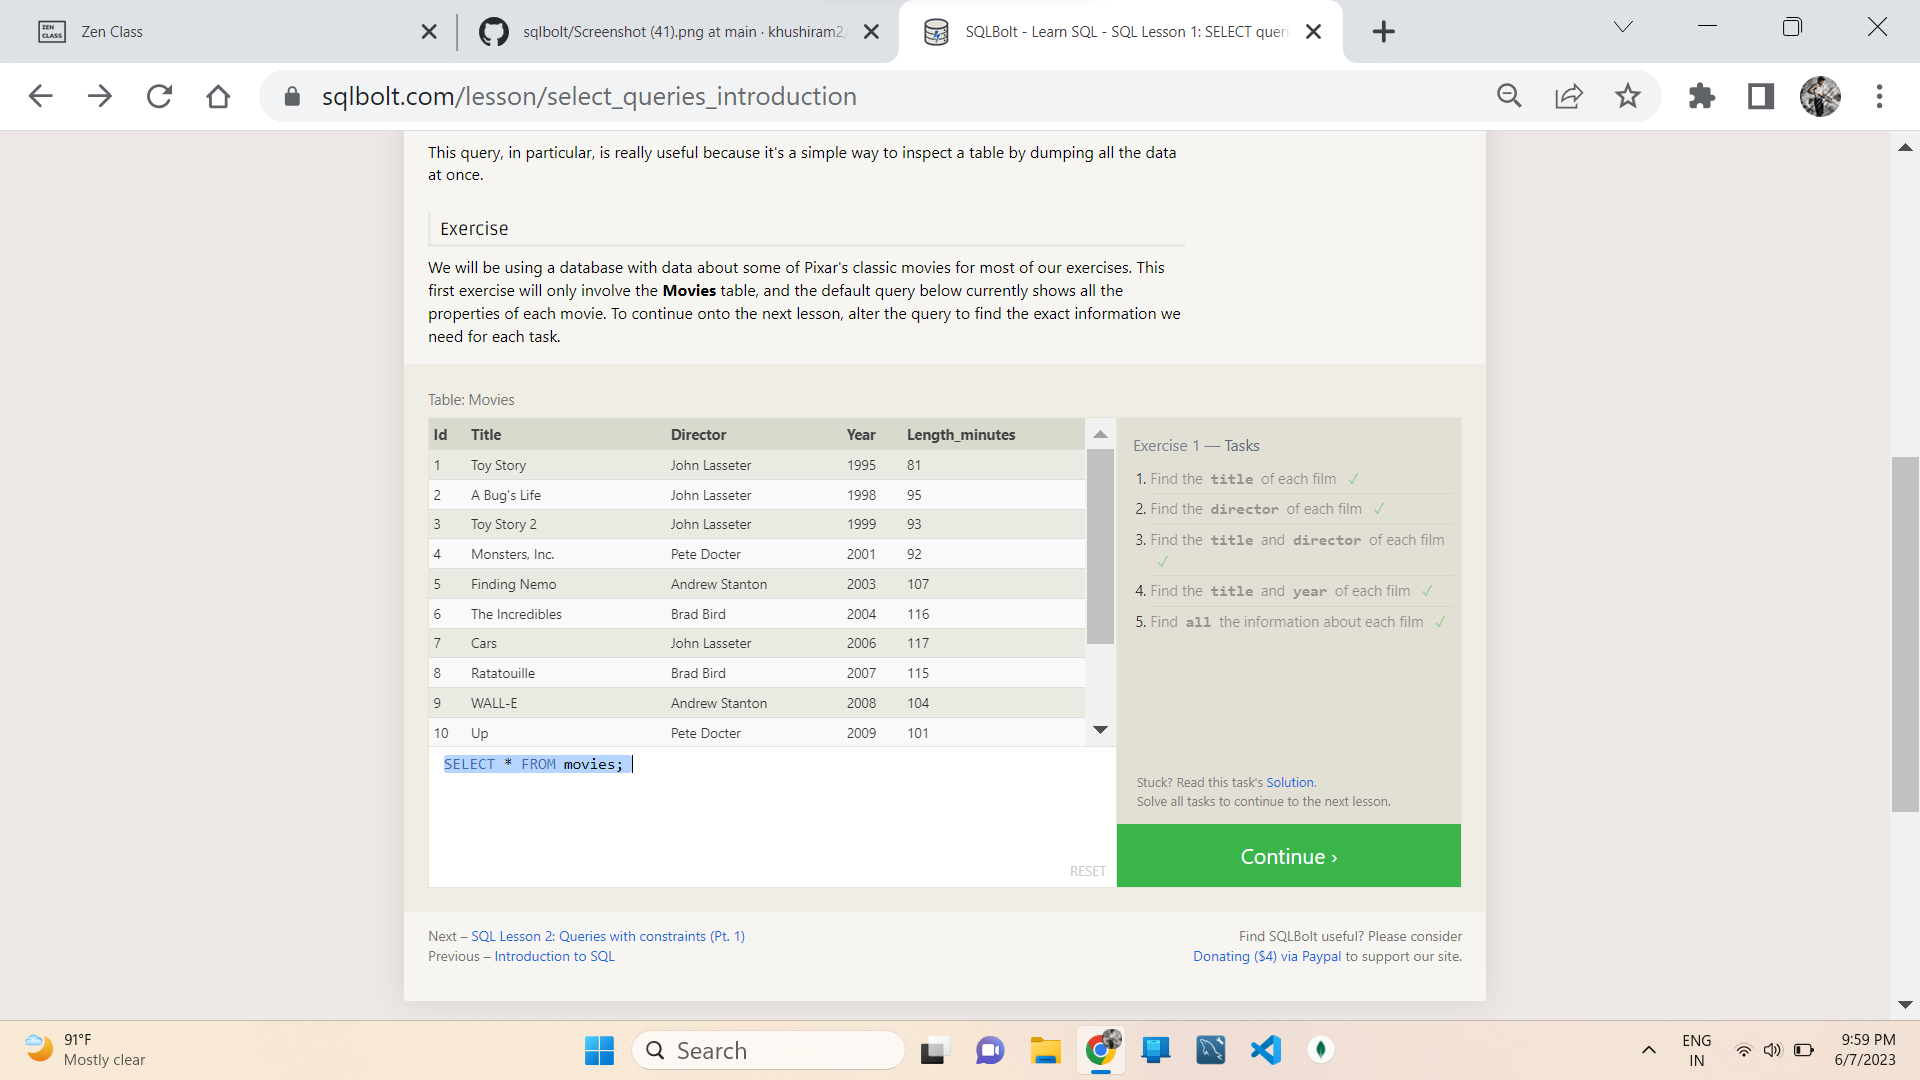 ZEN CLASS Zen Class
sqlbolt/Screenshot (41).png at main · khushiram2/
SQLBolt - Learn SQL - SQL Lesson 1: SELECT queri
sqlbolt.com/lesson/select_queries_introduction
This query, in particular, is really useful because it's a simple way to inspect a table by dumping all the data
at once.
Exercise
We will be using a database with data about some of Pixar's classic movies for most of our exercises. This
first exercise will only involve the Movies table, and the default query below currently shows all the
properties of each movie. To continue onto the next lesson, alter the query to find the exact information we
need for each task.
Table: Movies
Id Title Director Year Length_minutes
1 Toy Story John Lasseter 1995 81
2 A Bug's Life John Lasseter 1998 95
3 Toy Story 2 John Lasseter 1999 93
4 Monsters, Inc. Pete Docter 2001 92
5 Finding Nemo Andrew Stanton 2003 107
6 The Incredibles Brad Bird 2004 116
7 Cars John Lasseter 2006 117
8 Ratatouille Brad Bird 2007 115
9 WALL-E Andrew Stanton 2008 104
10 Up Pete Docter 2009 101
SELECT * FROM movies;
RESET
Exercise 1 — Tasks
1. Find the title of each film ✓
2. Find the director of each film ✓
3. Find the title and director of each film
✓
4. Find the title and year of each film ✓
5. Find all the information about each film ✓
Stuck? Read this task's Solution.
Solve all tasks to continue to the next lesson.
Continue ›
Next – SQL Lesson 2: Queries with constraints (Pt. 1)
Previous – Introduction to SQL
Find SQLBolt useful? Please consider
Donating ($4) via Paypal to support our site.
91°F
Mostly clear
Search
ENG
IN
9:59 PM
6/7/2023